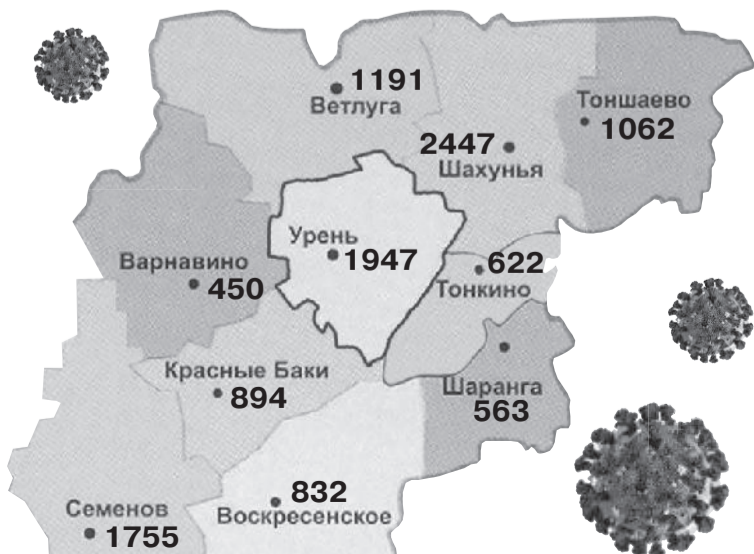 1191
Ветлуга
Тоншаево
1062
2447
Шахунья
Урень
1947
622
Тонкино
Варнавино
450
Красные Баки
894
Шаранга
563
832
Воскресенское
Семенов
1755